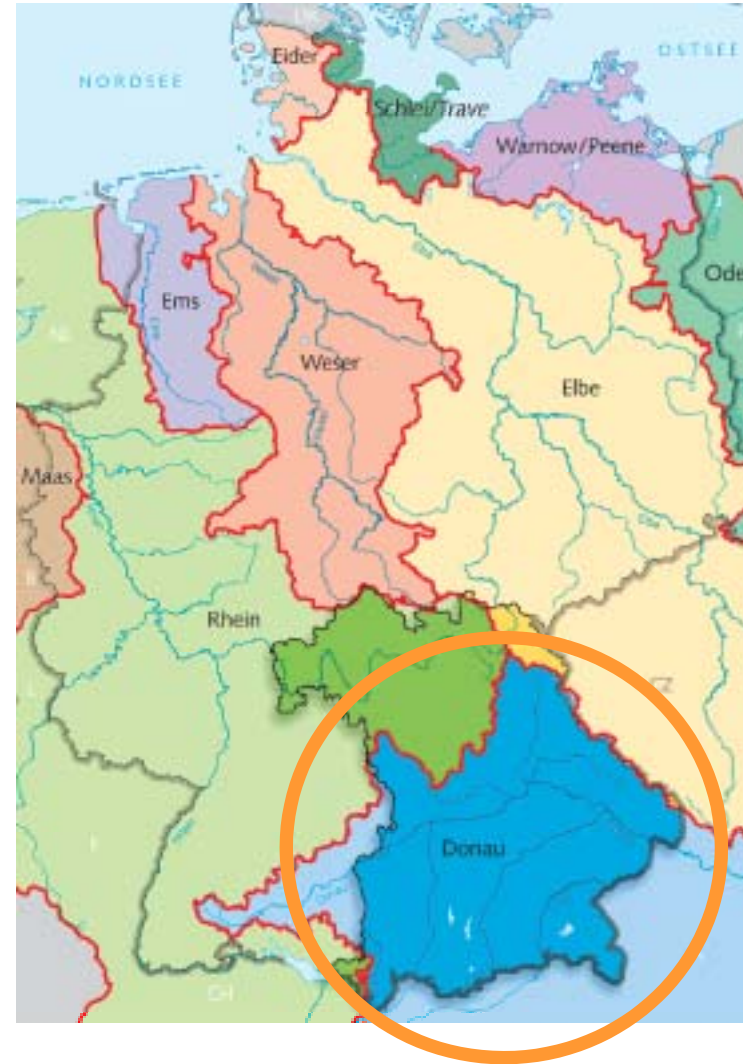 NORDSEE
Eider
OSTSEE
Schlei/Trave
Warnow/Peene
Ode
Ems
Weser
Elbe
Maas
Rhein
CZ
Donau
CH